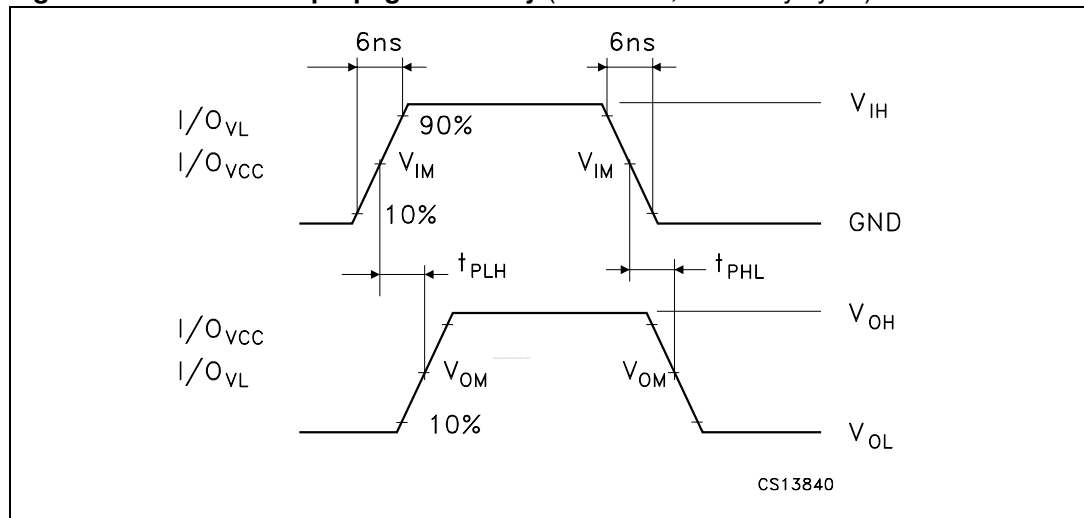 6ns 6ns
I/O_VL 90% V_IH
I/O_VCC V_IM V_IM
10% GND
t_PLH t_PHL
I/O_VCC V_OH
I/O_VL V_OM V_OM
10% V_OL
CS13840